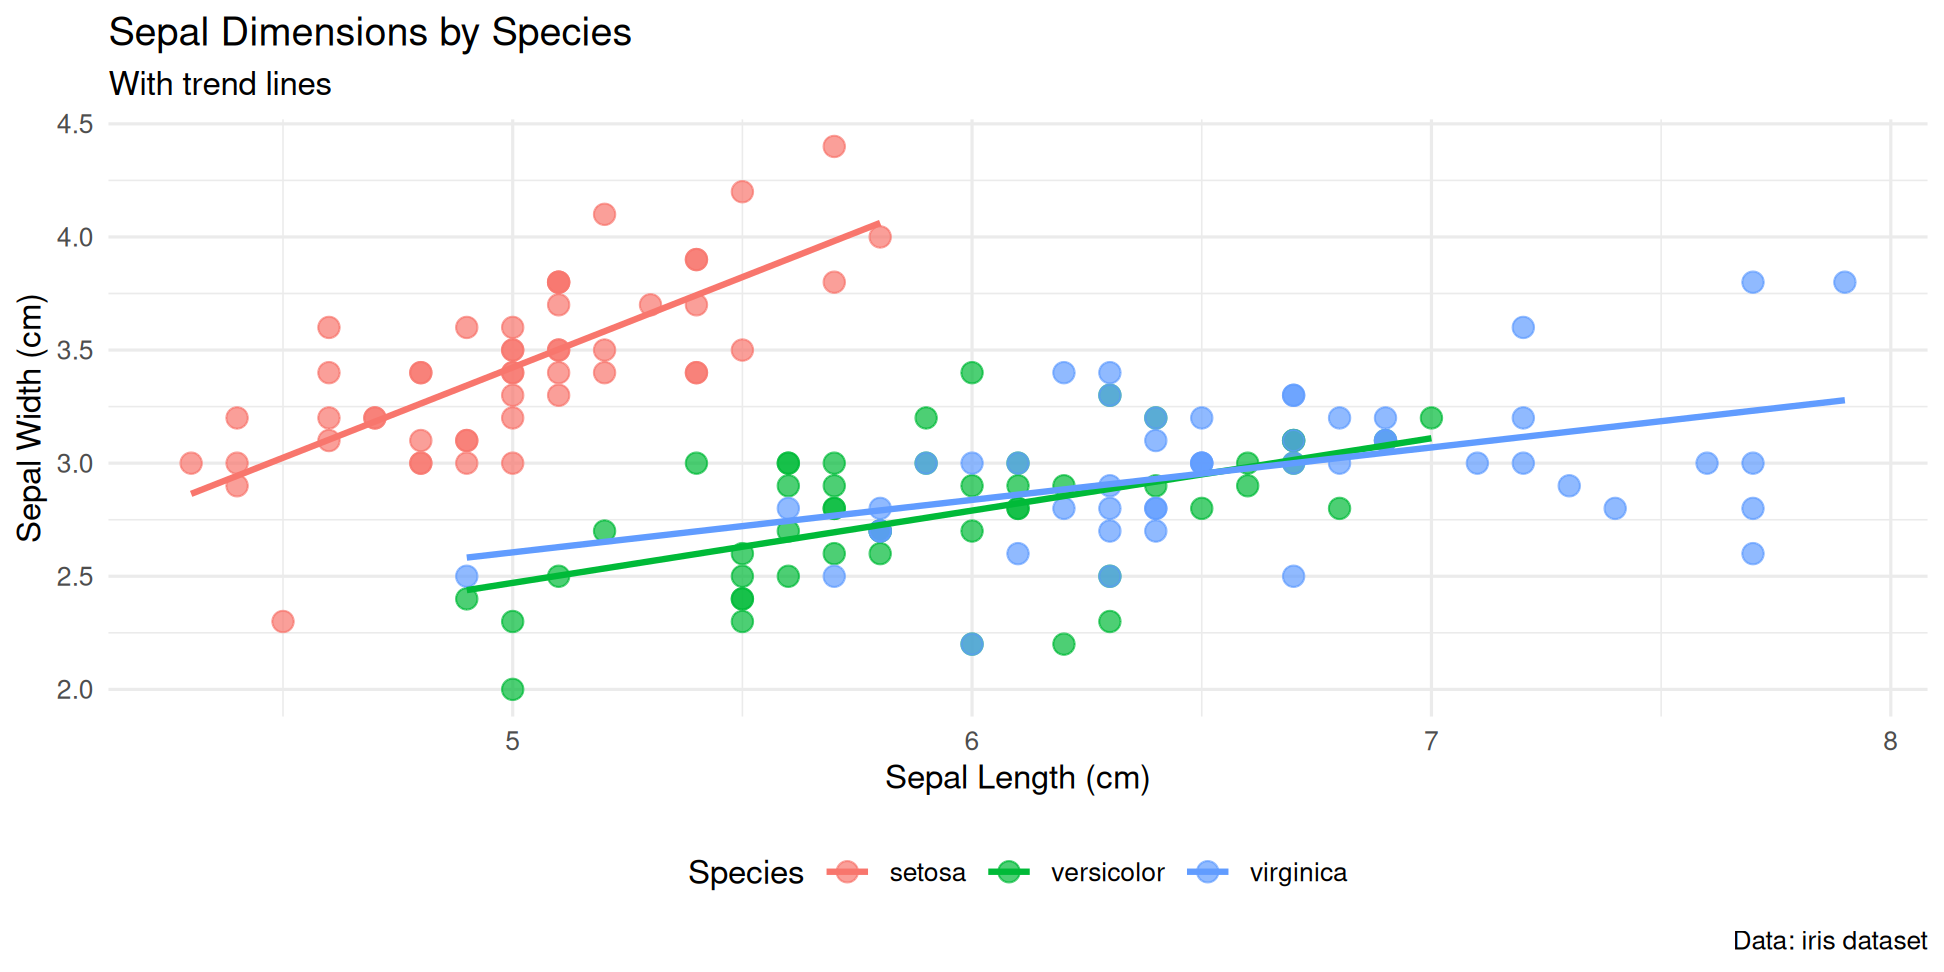 Sepal Dimensions by Species
With trend lines
4.5
4.0
3.5
3.0
2.5
2.0
Sepal Width (cm)
5 6 7 8
Sepal Length (cm)
Species setosa versicolor virginica
Data: iris dataset